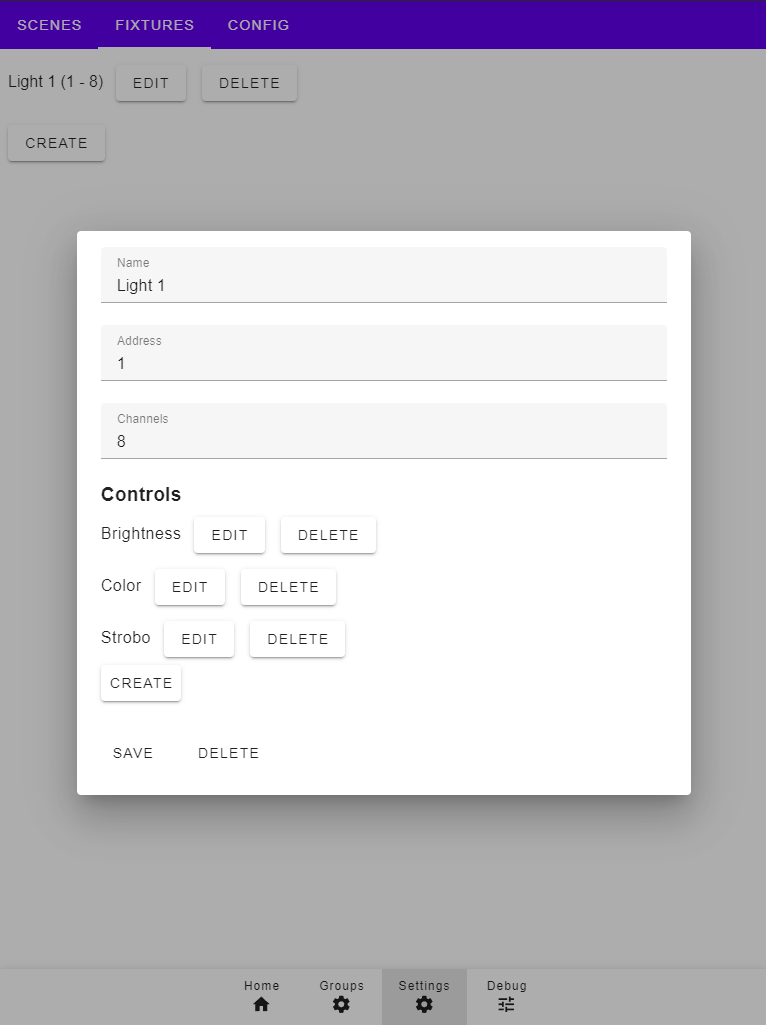 SCENES FIXTURES CONFIG
Light 1 (1 - 8) EDIT DELETE
CREATE
Name
Light 1
Address
1
Channels
8
Controls
Brightness EDIT DELETE
Color EDIT DELETE
Strobo EDIT DELETE
CREATE
SAVE DELETE
Home Groups Settings Debug